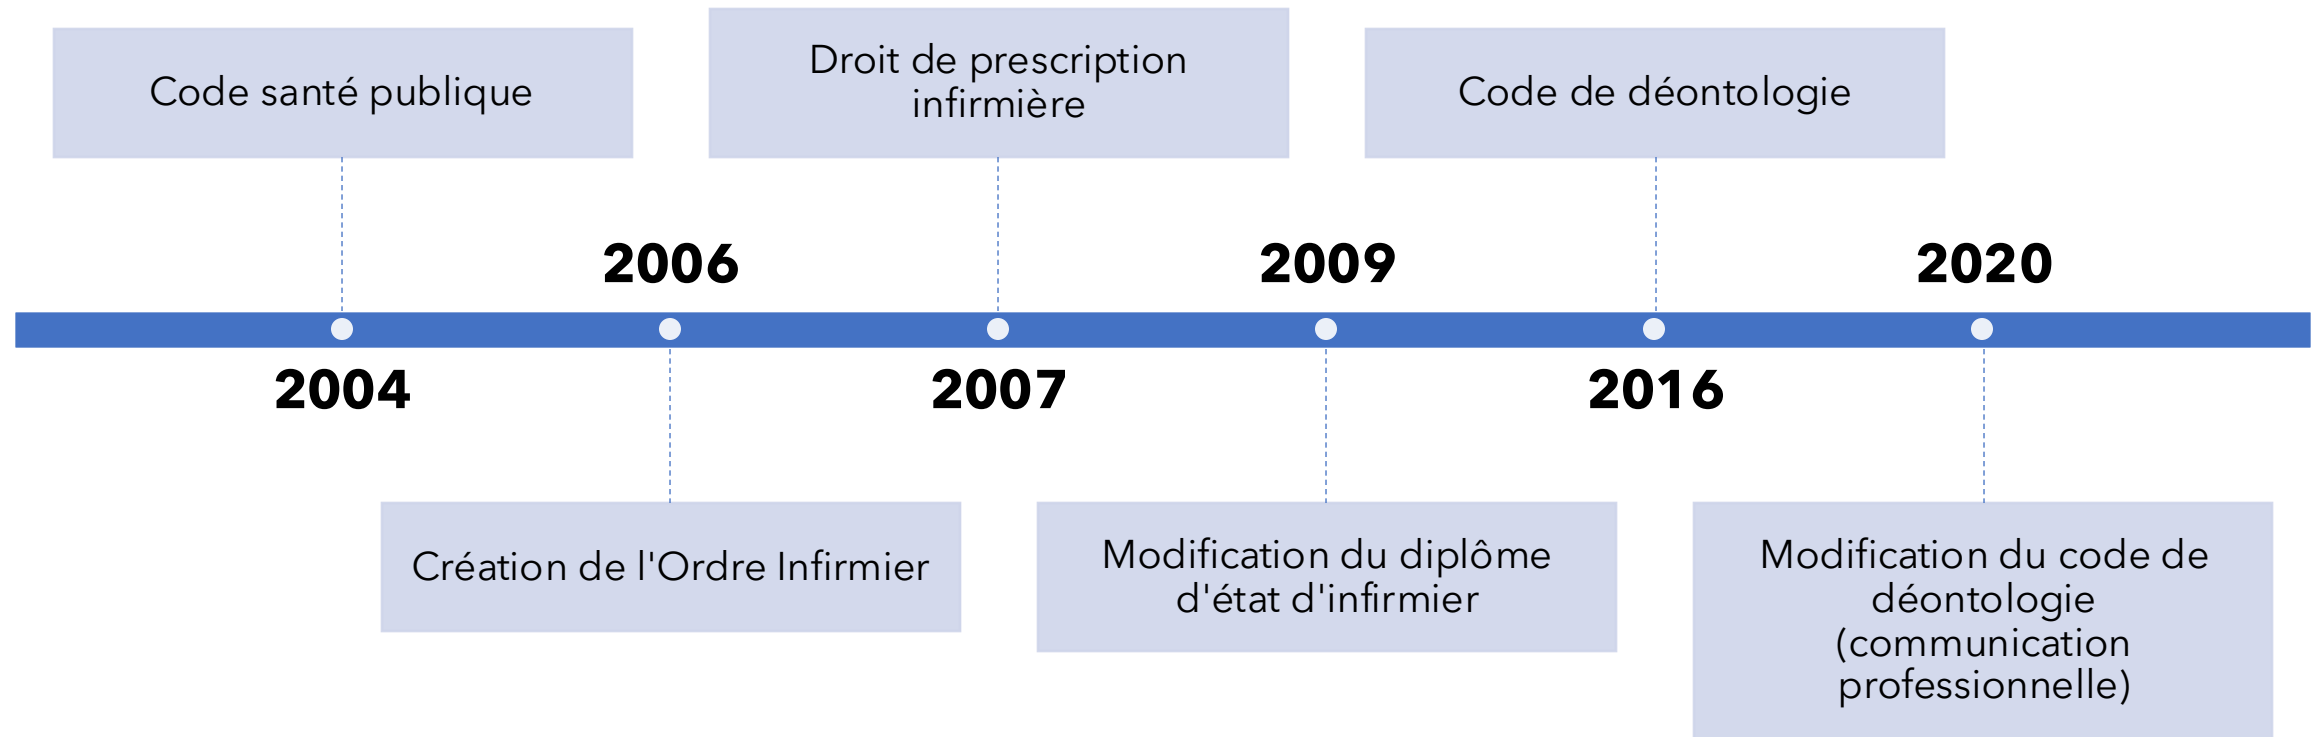 Code santé publique
2004
2006
Création de l'Ordre Infirmier
Droit de prescription
infirmière
2007
2009
Modification du diplôme
d'état d'infirmier
Code de déontologie
2016
2020
Modification du code de
déontologie
(communication
professionnelle)